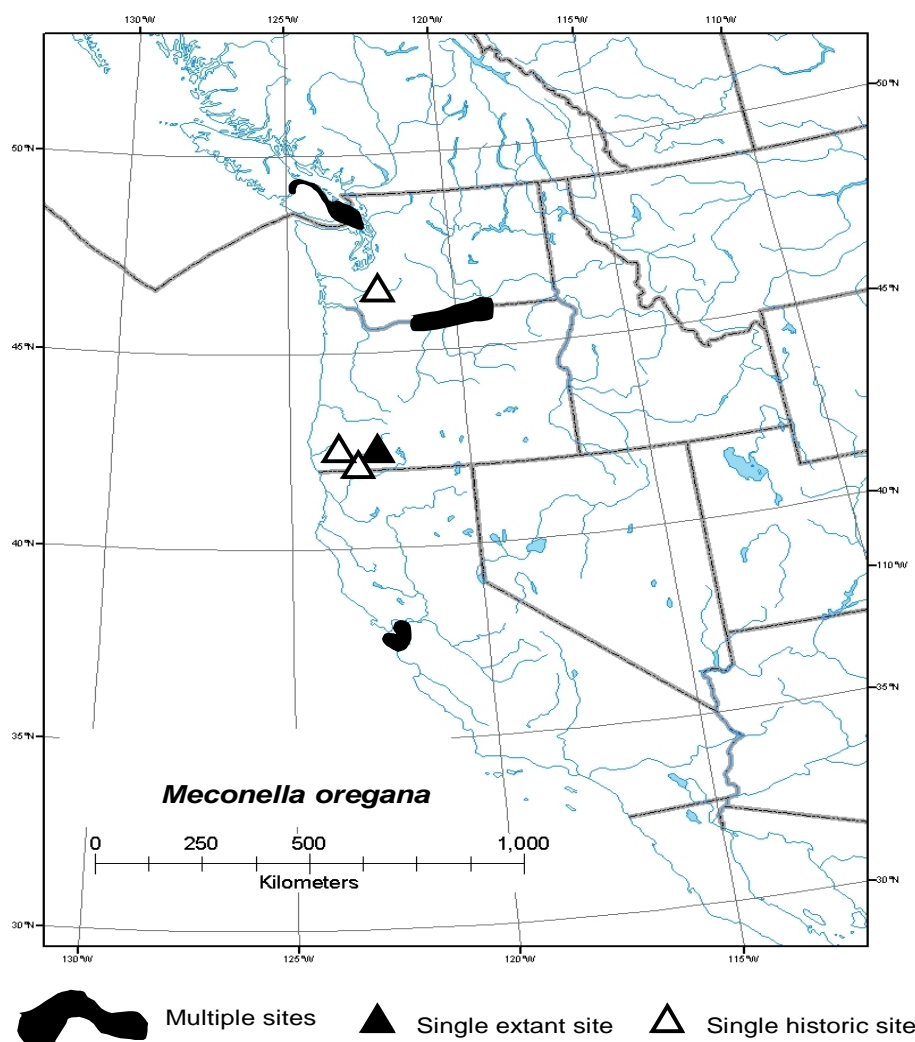 130°W 125°W 120°W 115°W 110°W
50°N
50°N
45°N
45°N
40°N
40°N
110°W
35°N
35°N
Meconella oregana
0 250 500 1,000
Kilometers
30°N
30°N
130°W 125°W 120°W 115°W
Multiple sites Single extant site Single historic site